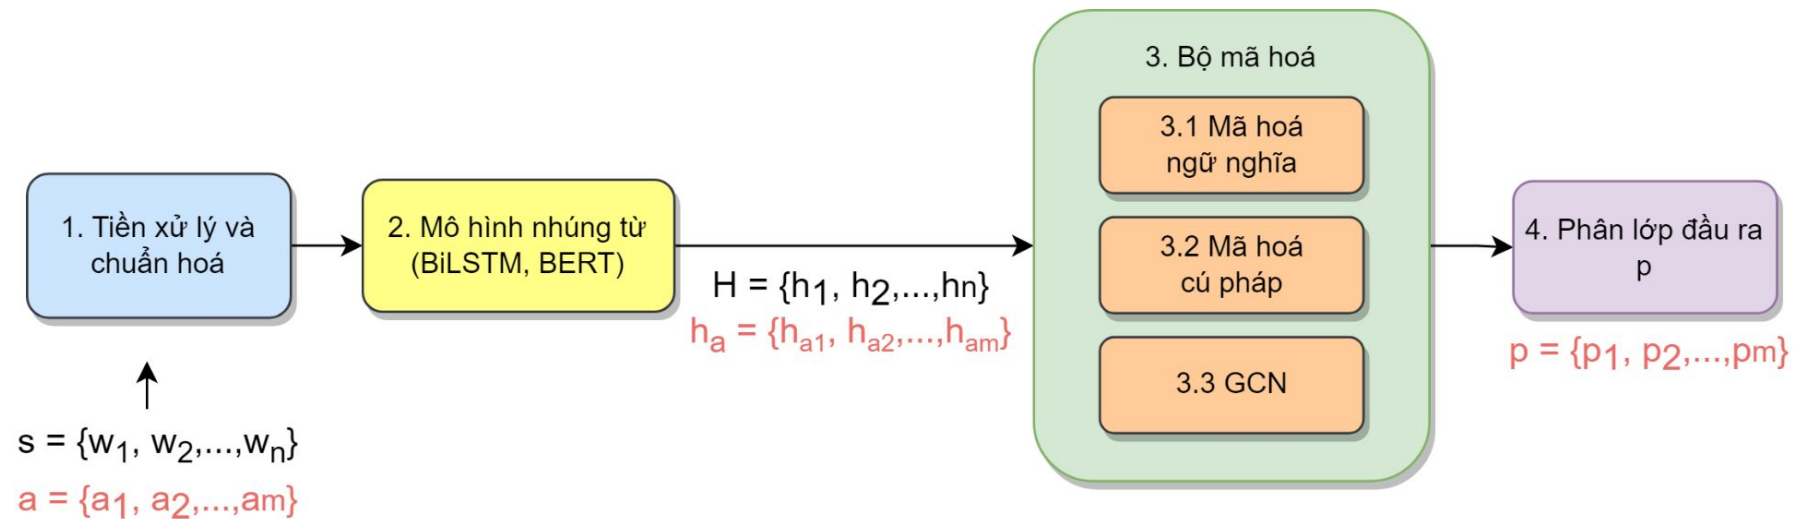 1. Tiền xử lý và
chuẩn hoá
s = {w1, w2,...,wn}
a = {a1, a2,...,am}
2. Mô hình nhúng từ
(BiLSTM, BERT)
H = {h1, h2,...,hn}
ha = {ha1, ha2,...,ham}
3. Bộ mã hoá
3.1 Mã hoá
ngữ nghĩa
3.2 Mã hoá
cú pháp
3.3 GCN
4. Phân lớp đầu ra
p
p = {p1, p2,...,pm}